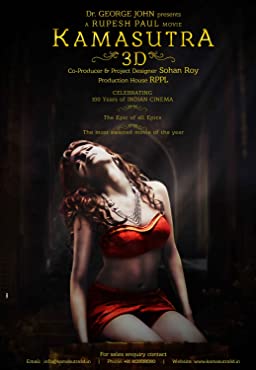 Dr. GEORGE JOHN presents
A RUPESH PAUL MOVIE
KAMASUTRA
3D
Co-Producer & Project Designer Sohan Roy
Production House RPPL
CELEBRATING
100 Years of INDIAN CINEMA
The Epic of all Epics
The most awaited movie of the year
For sales enquiry contact